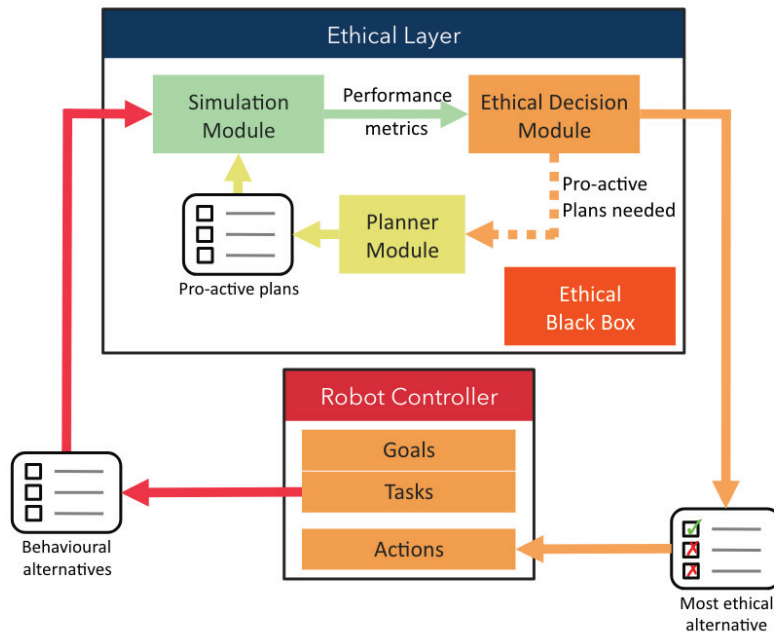 Ethical Layer
Simulation
Module
Performance
metrics
Ethical Decision
Module
Pro-active
Plans needed
Planner
Module
Pro-active plans
Ethical
Black Box
Robot Controller
Goals
Tasks
Actions
Behavioural
alternatives
Most ethical
alternative